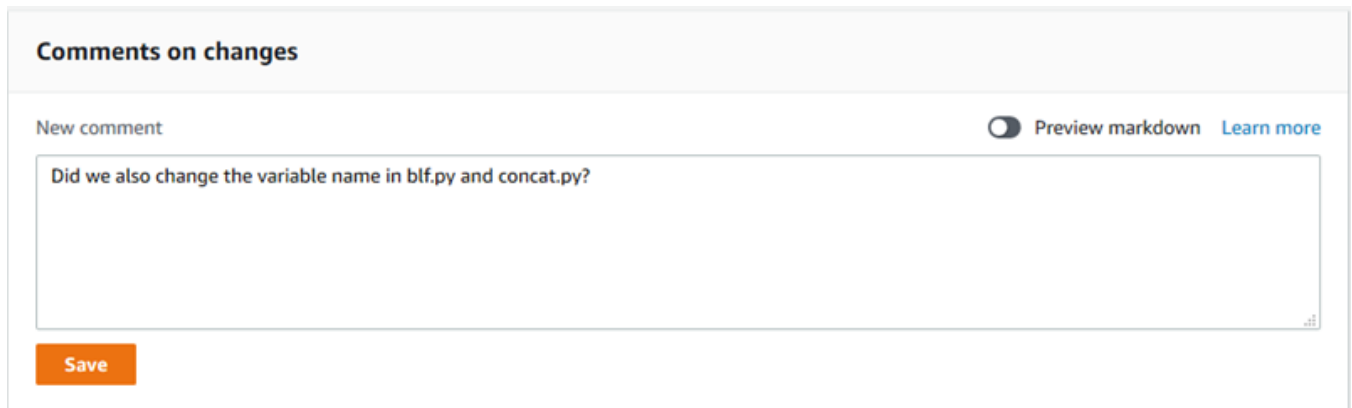 Comments on changes
New comment
Preview markdown Learn more
Did we also change the variable name in blf.py and concat.py?
Save